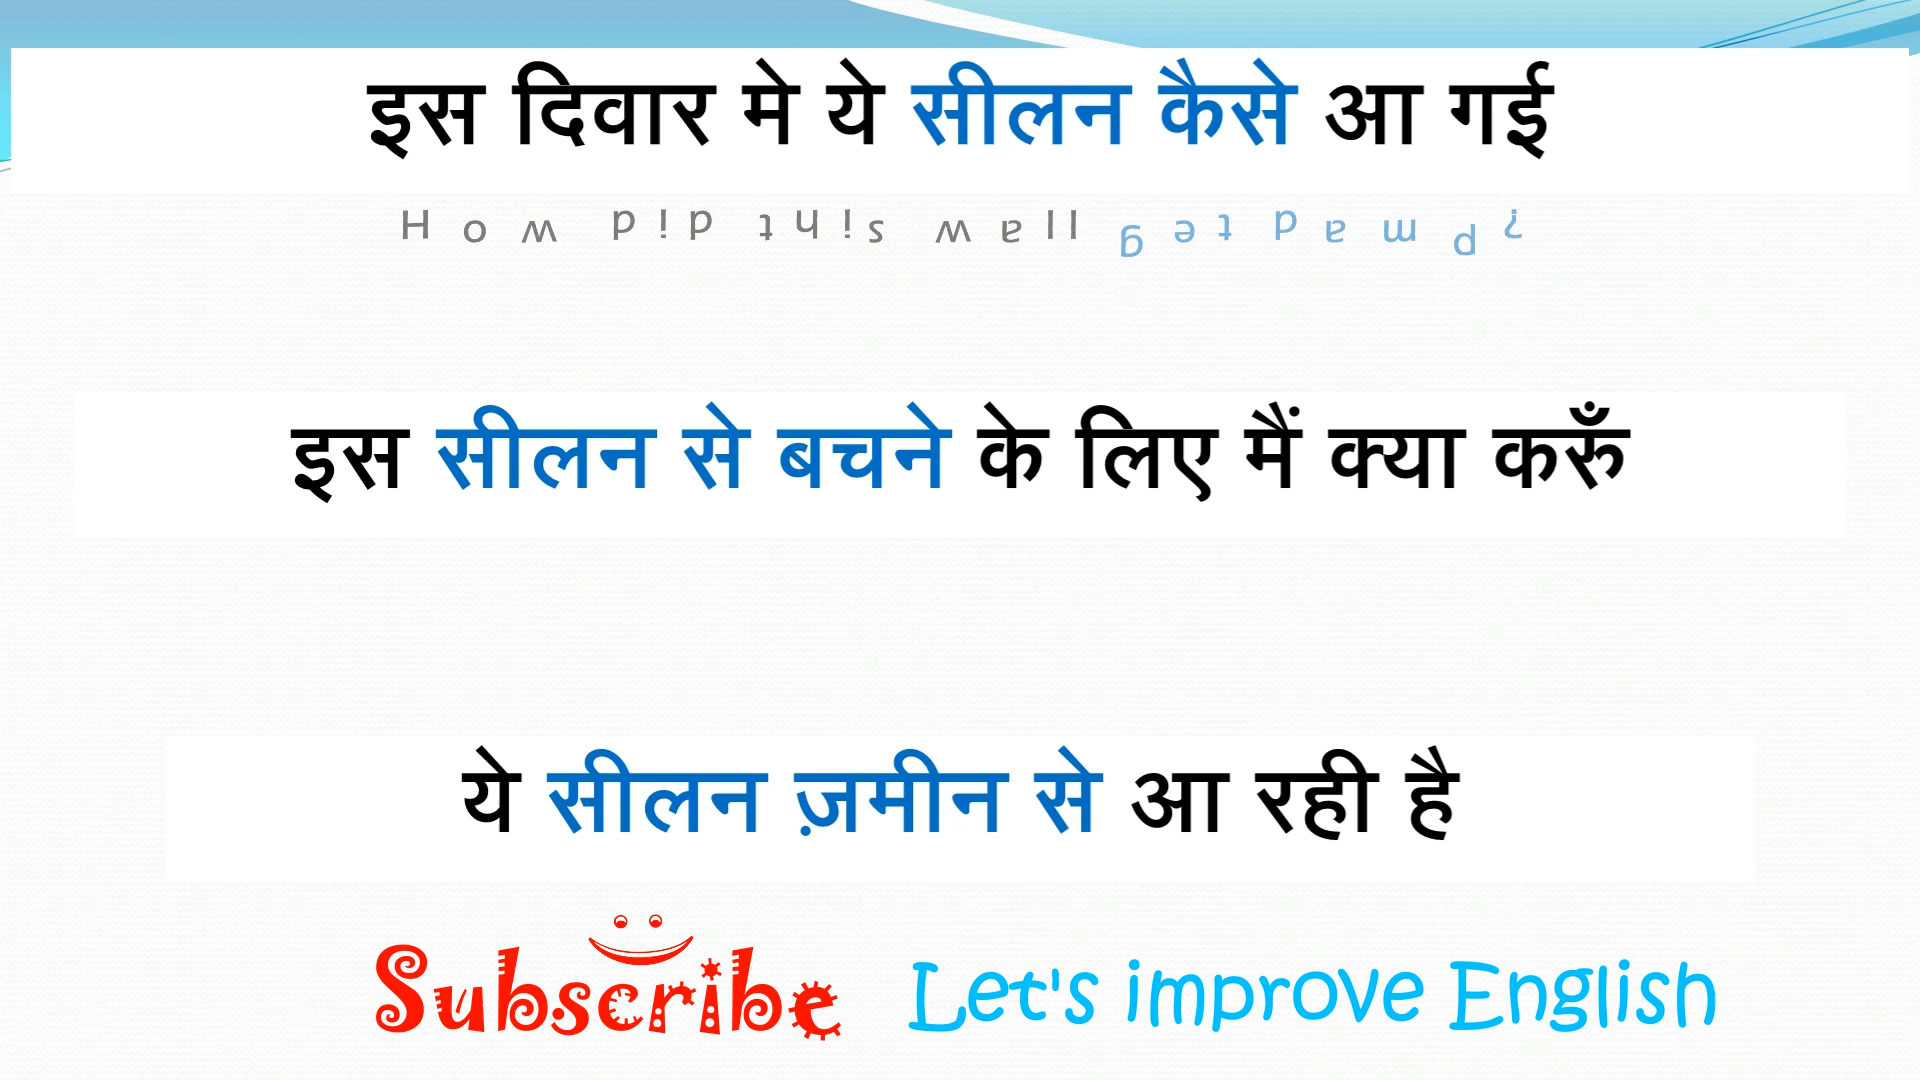 इस दिवार मे ये सीलन कैसे आ गई
How did this wall get damp?
इस सीलन से बचने के लिए मैं क्या करुँ
ये सीलन ज़मीन से आ रही है
Subscribe Let's improve English